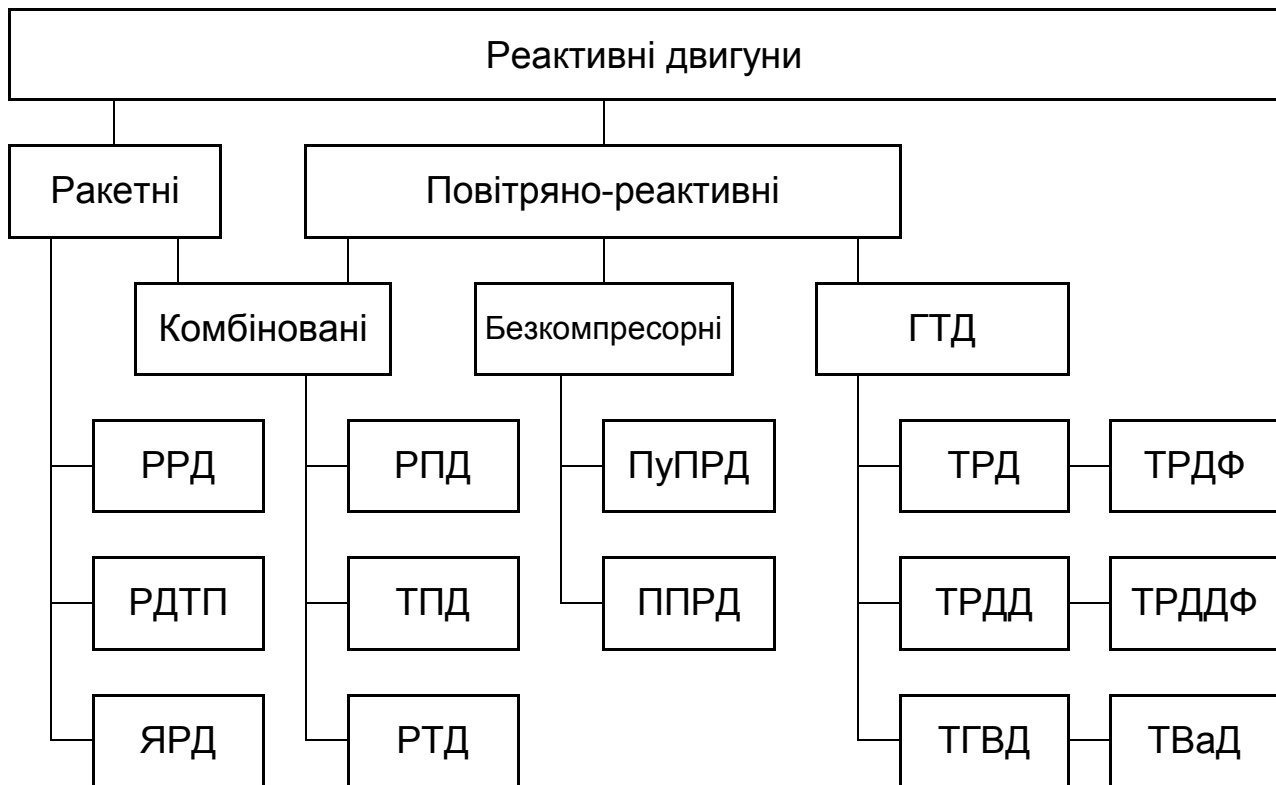 Реактивні двигуни
Ракетні
Повітряно-реактивні
Комбіновані
Безкомпресорні
ГТД
РРД
РПД
ПуПРД
ТРД
ТРДФ
РДТП
ТПД
ППРД
ТРДД
ТРДДФ
ЯРД
РТД
ТГВД
ТВаД